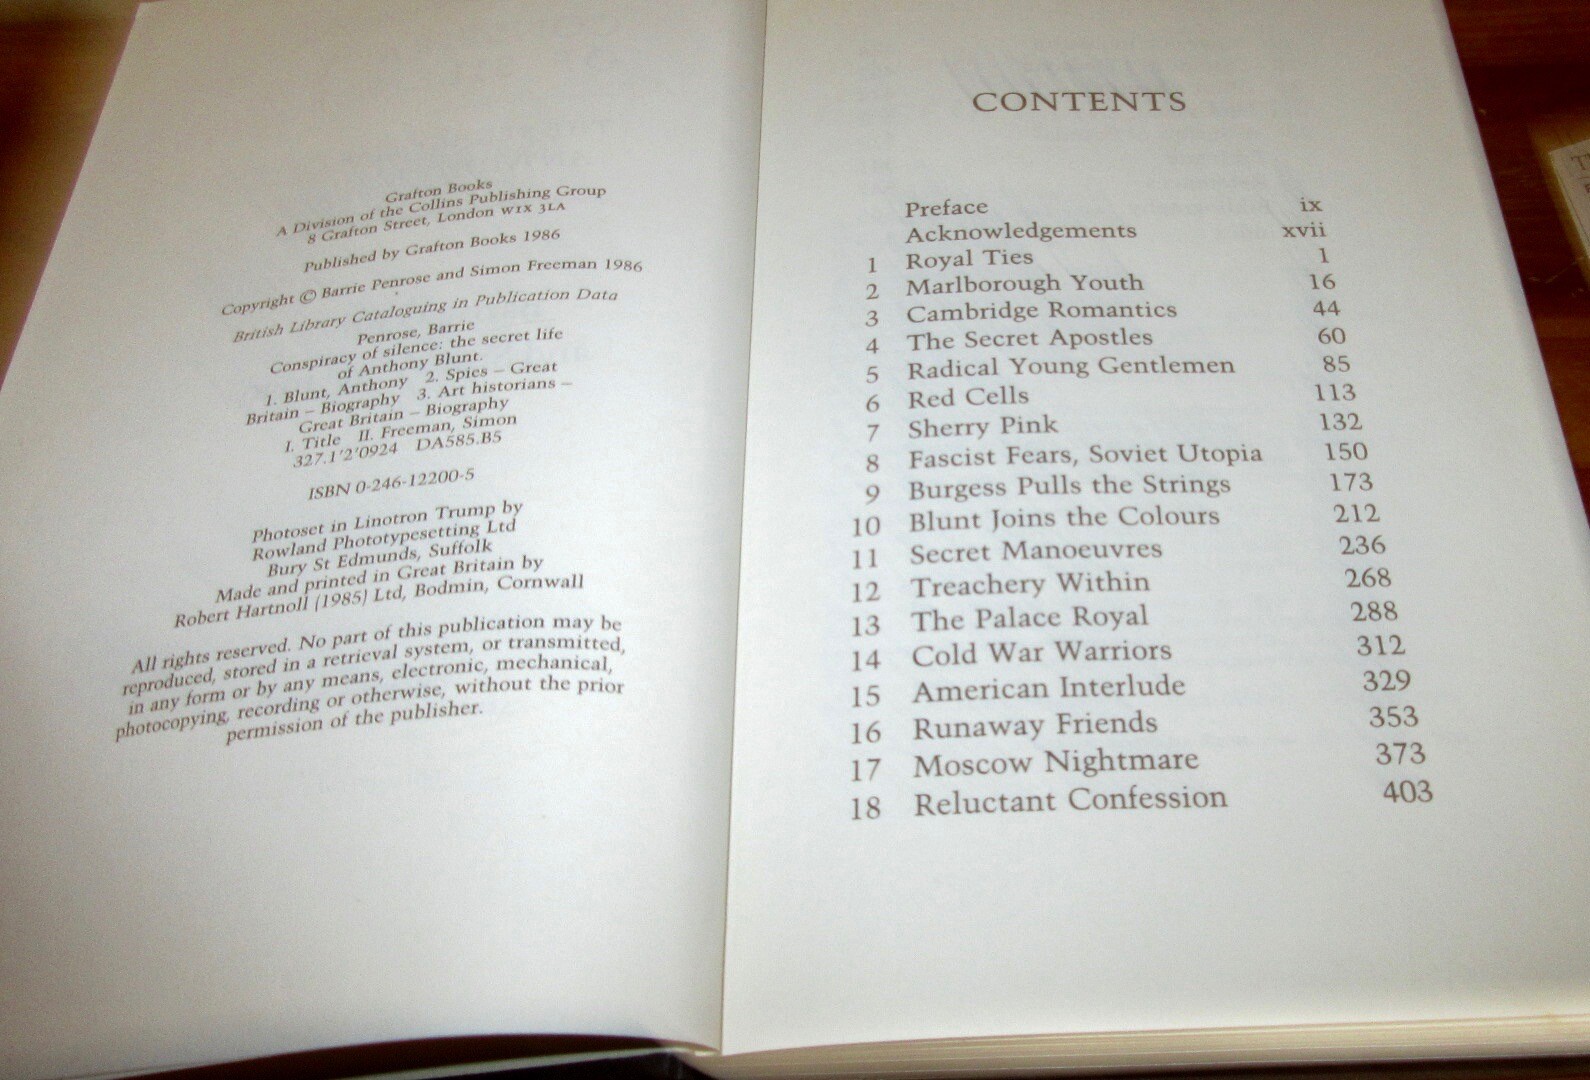 Grafton Books
A Division of the Collins Publishing Group
8 Grafton Street, London W1X 3LA
Published by Grafton Books 1986
Copyright © Barrie Penrose and Simon Freeman 1986
British Library Cataloguing in Publication Data
Penrose, Barrie
Conspiracy of silence: the secret life
of Anthony Blunt.
1. Blunt, Anthony 2. Spies – Great
Britain – Biography 3. Art historians –
Great Britain – Biography
I. Title II. Freeman, Simon
327.1'2'0924 DA585.B5
ISBN 0-246-12200-5
Photoset in Linotron Trump by
Rowland Phototypesetting Ltd
Bury St Edmunds, Suffolk
Made and printed in Great Britain by
Robert Hartnoll (1985) Ltd, Bodmin, Cornwall
All rights reserved. No part of this publication may be
reproduced, stored in a retrieval system, or transmitted,
in any form or by any means, electronic, mechanical,
photocopying, recording or otherwise, without the prior
permission of the publisher.
CONTENTS
Preface ix
Acknowledgements xvii
1 Royal Ties 1
2 Marlborough Youth 16
3 Cambridge Romantics 44
4 The Secret Apostles 60
5 Radical Young Gentlemen 85
6 Red Cells 113
7 Sherry Pink 132
8 Fascist Fears, Soviet Utopia 150
9 Burgess Pulls the Strings 173
10 Blunt Joins the Colours 212
11 Secret Manoeuvres 236
12 Treachery Within 268
13 The Palace Royal 288
14 Cold War Warriors 312
15 American Interlude 329
16 Runaway Friends 353
17 Moscow Nightmare 373
18 Reluctant Confession 403